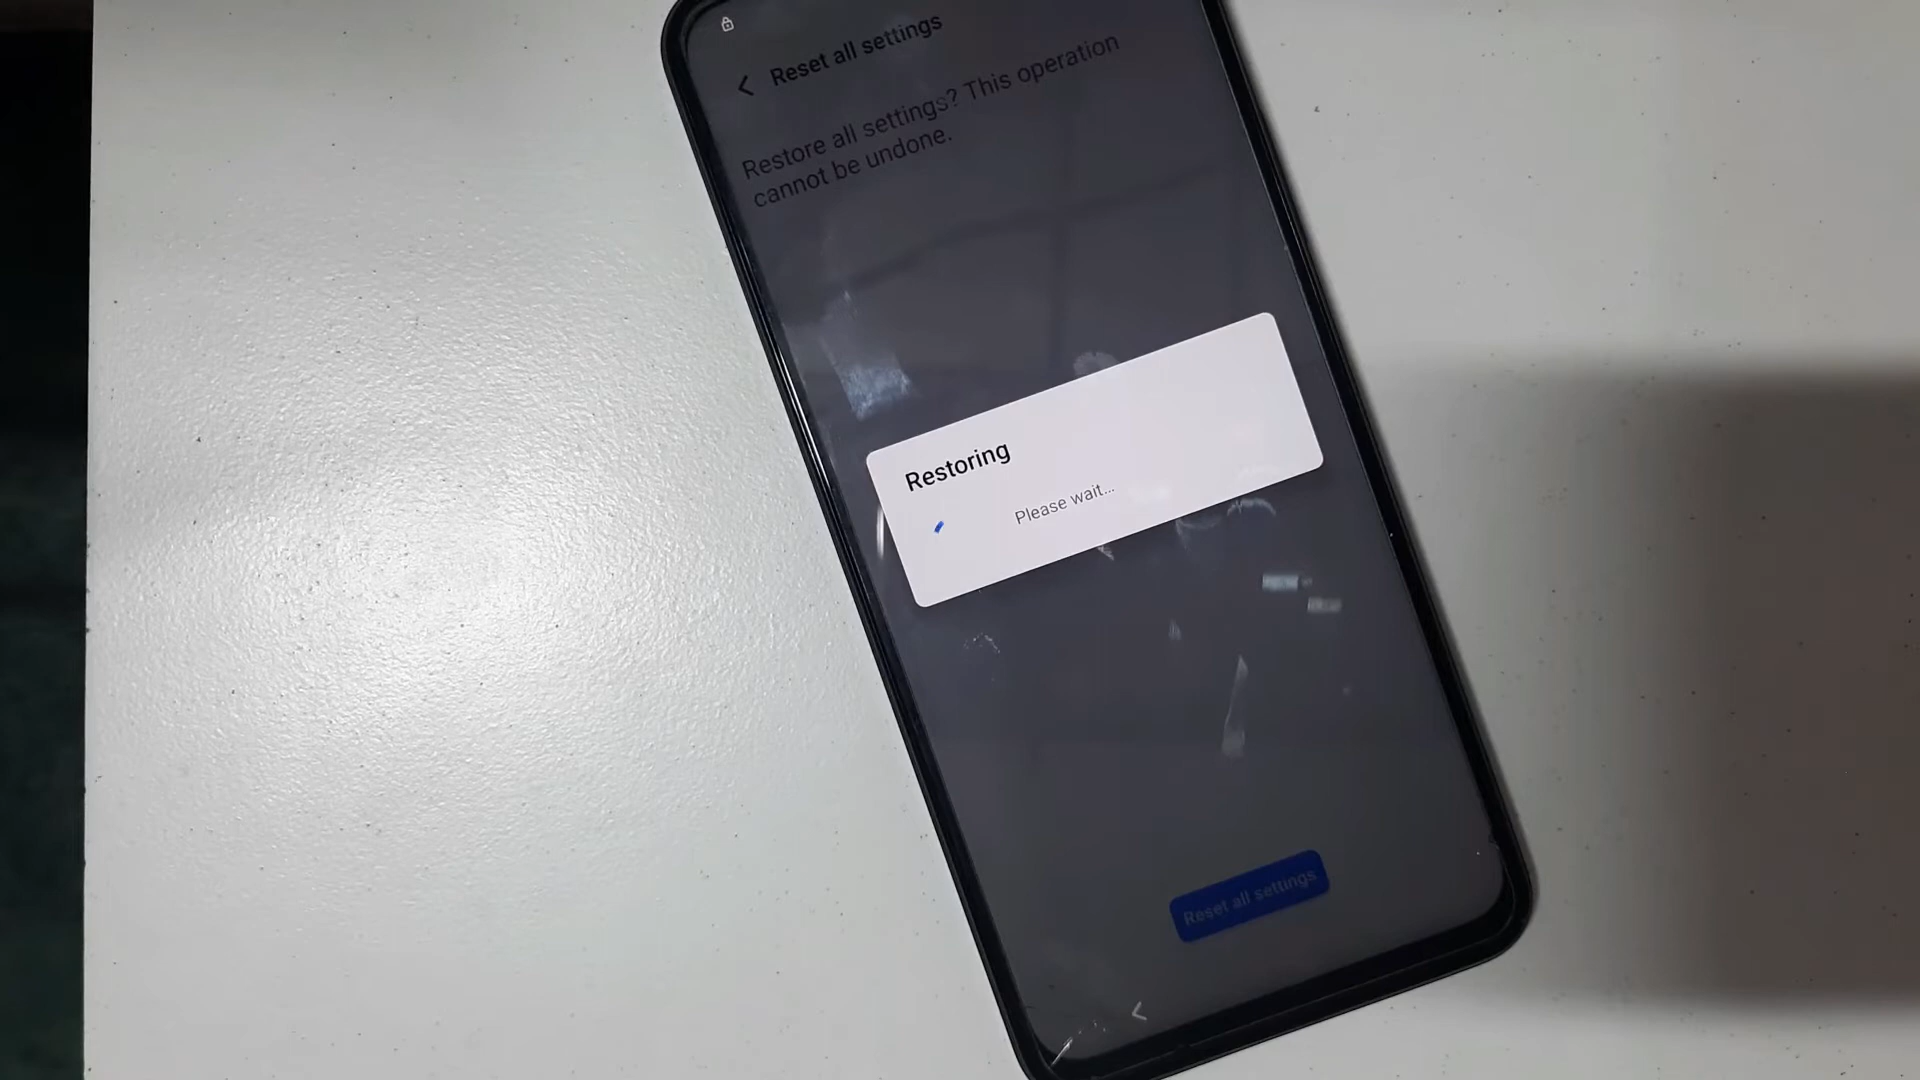 Reset all settings
Restore all settings? This operation
cannot be undone.
Restoring
Please wait...
Reset all settings